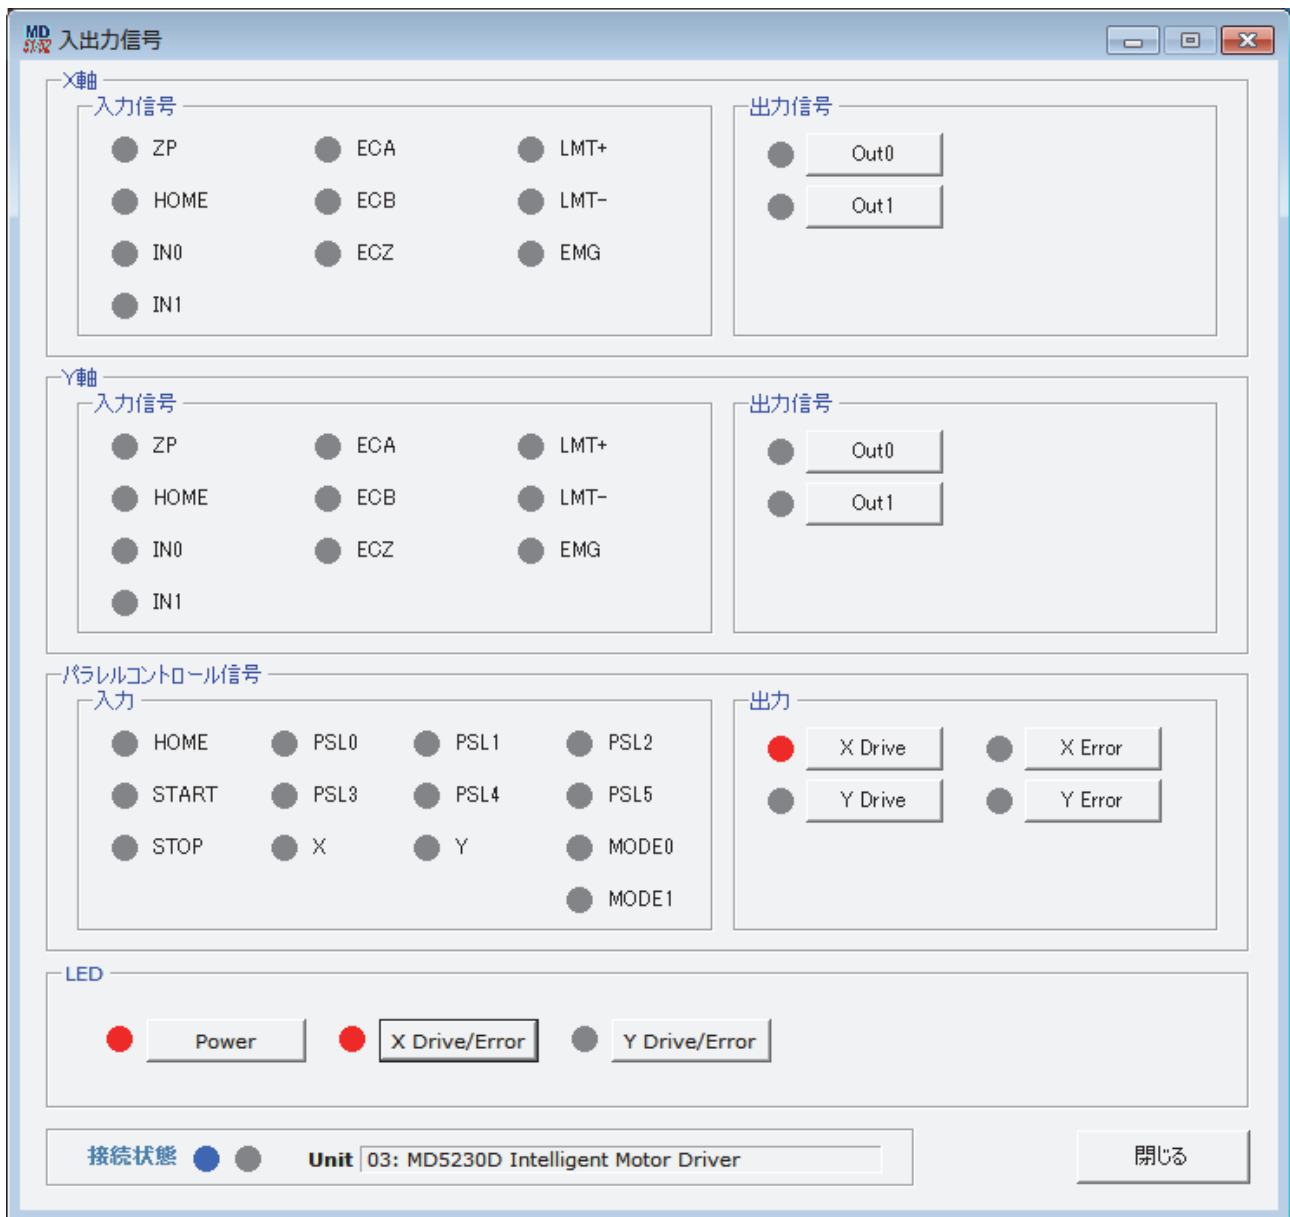 MD 入出力信号
X軸
入力信号
出力信号
ZP ECA LMT+
Out0
HOME ECB LMT-
Out1
IN0 ECZ EMG
IN1
Y軸
入力信号
出力信号
ZP ECA LMT+
Out0
HOME ECB LMT-
Out1
IN0 ECZ EMG
IN1
パラレルコントロール信号
入力
出力
HOME PSL0 PSL1 PSL2
X Drive X Error
START PSL3 PSL4 PSL5
Y Drive Y Error
STOP X Y MODE0
MODE1
LED
Power X Drive/Error Y Drive/Error
接続状態 Unit 03: MD5230D Intelligent Motor Driver 閉じる